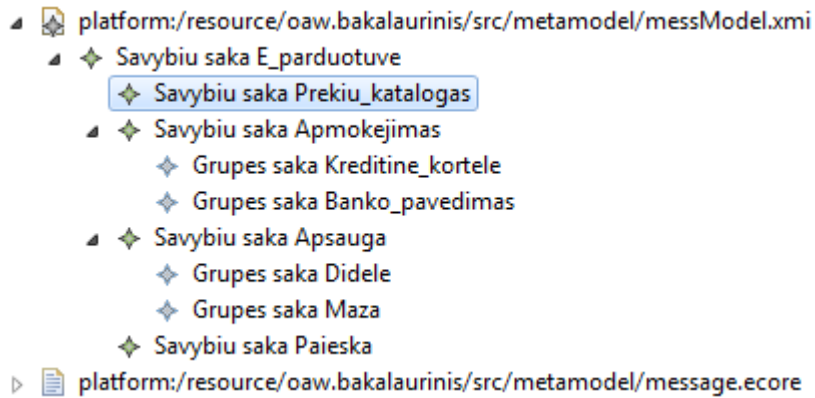 platform:/resource/oaw.bakalaurinis/src/metamodel/messModel.xmi
Savybiu saka E_parduotuve
Savybiu saka Prekiu_katalogas
Savybiu saka Apmokejimas
Grupes saka Kreditine_kortele
Grupes saka Banko_pavedimas
Savybiu saka Apsauga
Grupes saka Didele
Grupes saka Maza
Savybiu saka Paieska
platform:/resource/oaw.bakalaurinis/src/metamodel/message.ecore